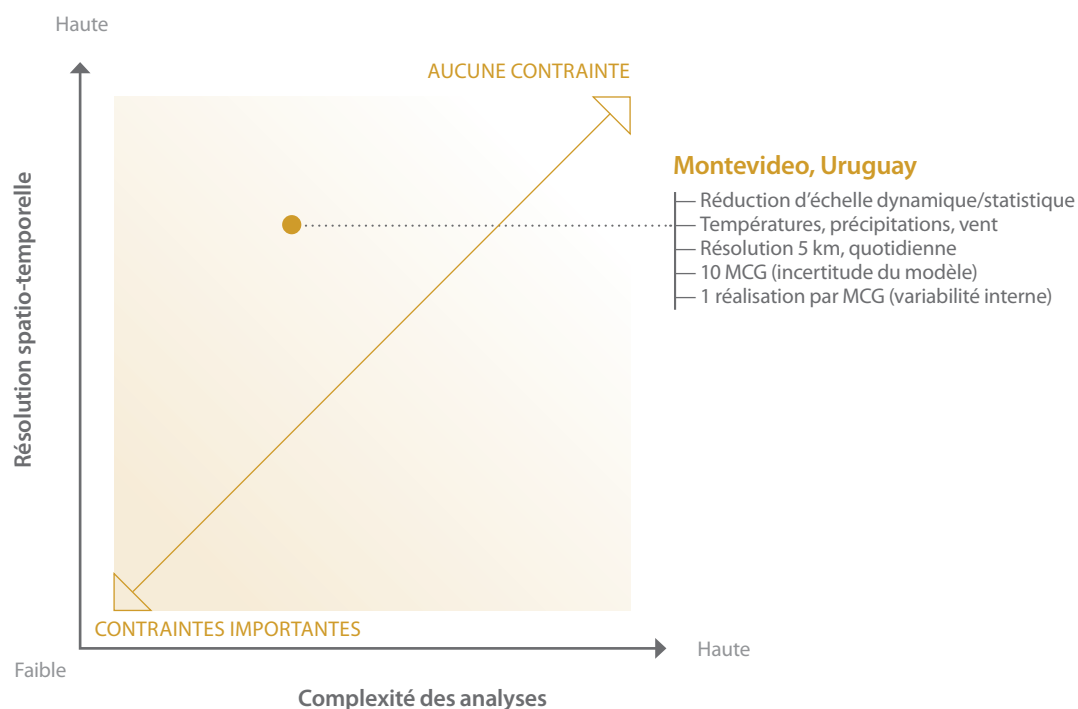 Haute
AUCUNE CONTRAINTE
Résolution spatio-temporelle
Montevideo, Uruguay
Réduction d’échelle dynamique/statistique
Températures, précipitations, vent
Résolution 5 km, quotidienne
10 MCG (incertitude du modèle)
1 réalisation par MCG (variabilité interne)
CONTRAINTES IMPORTANTES
Haute
Faible
Complexité des analyses